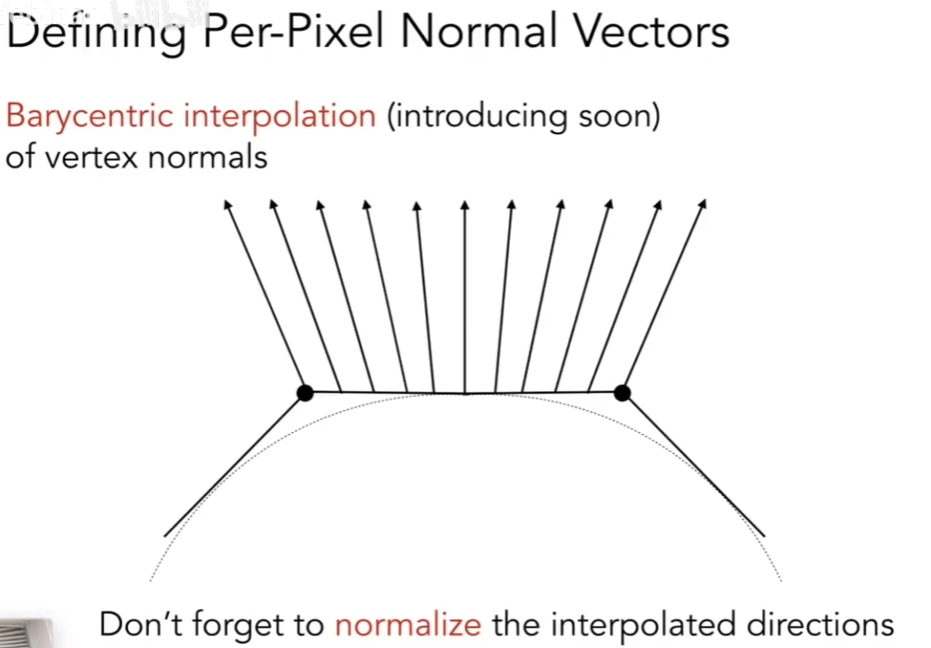 Defining Per-Pixel Normal Vectors
Barycentric interpolation (introducing soon)
of vertex normals
Don't forget to normalize the interpolated directions